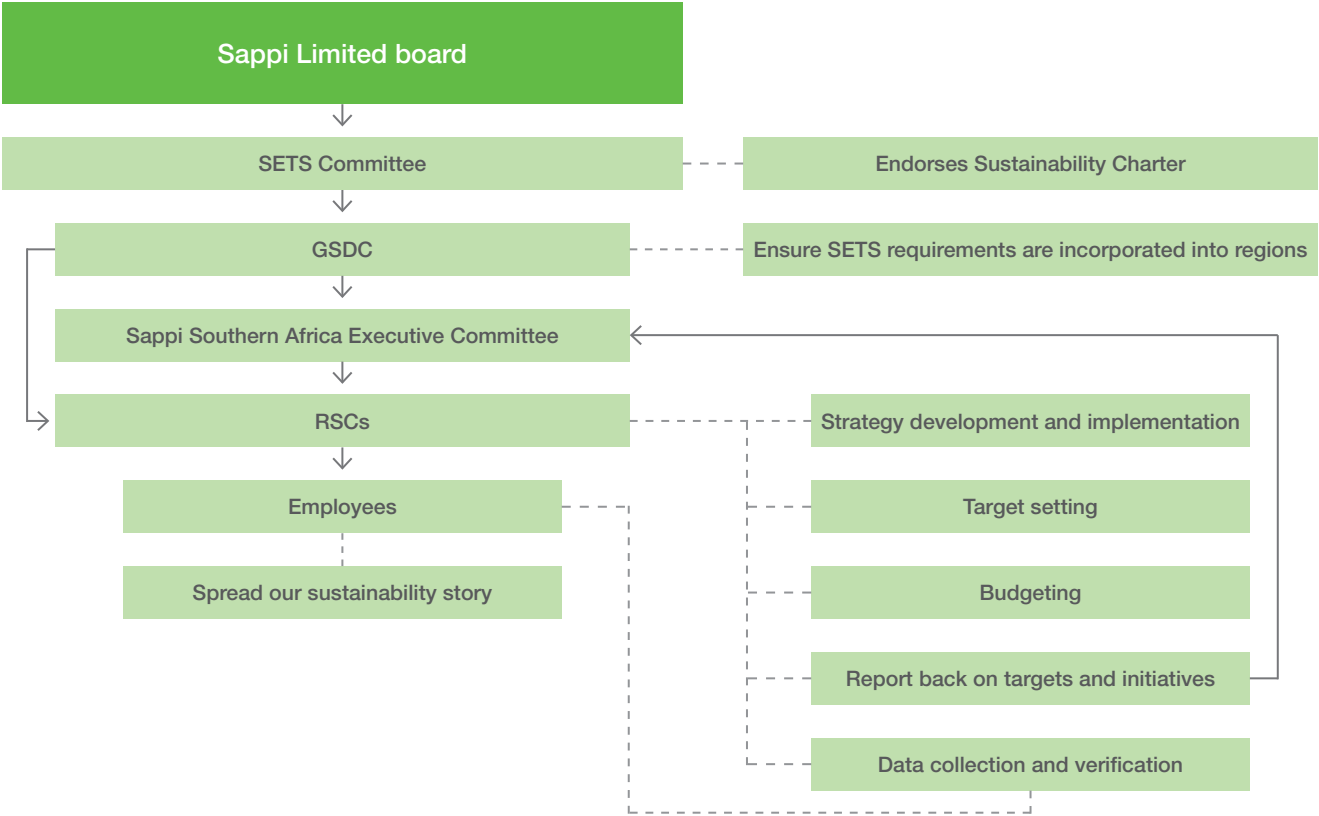 Sappi Limited board
SETS Committee
Endorses Sustainability Charter
GSDC
Ensure SETS requirements are incorporated into regions
Sappi Southern Africa Executive Committee
RSCs
Strategy development and implementation
Employees
Target setting
Spread our sustainability story
Budgeting
Report back on targets and initiatives
Data collection and verification